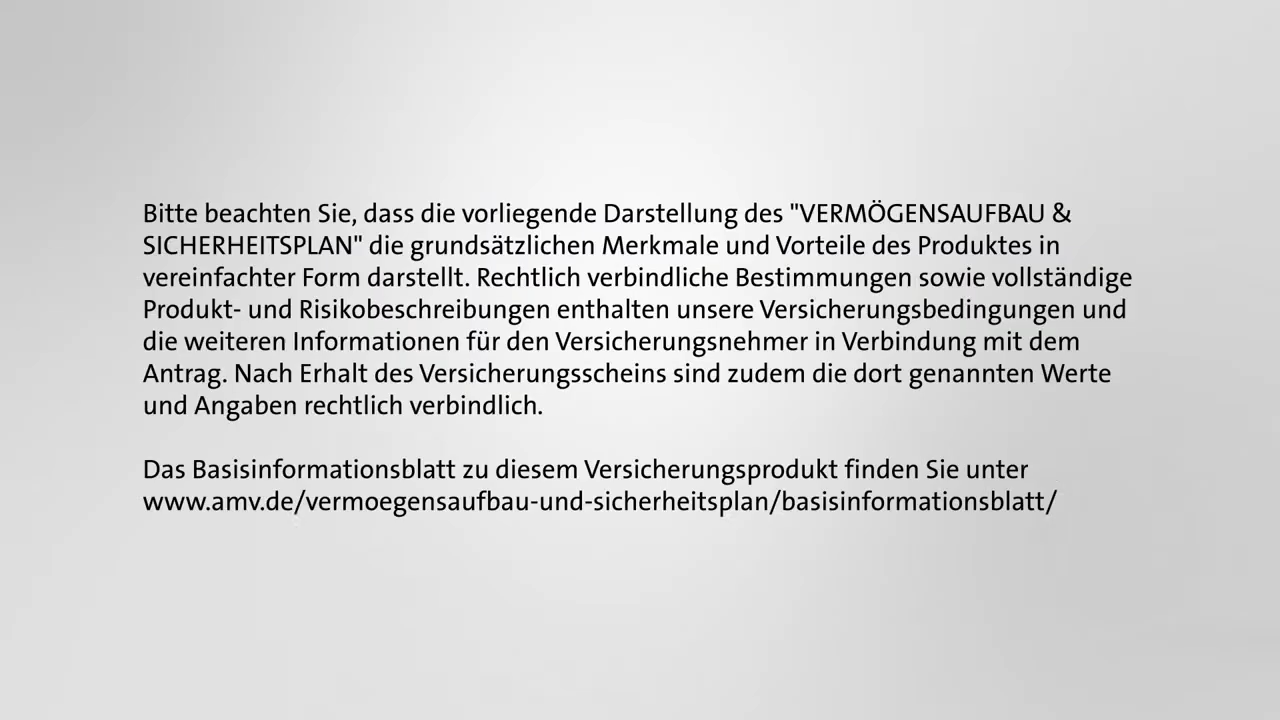 Bitte beachten Sie, dass die vorliegende Darstellung des "VERMÖGENSAUFBAU &
SICHERHEITSPLAN" die grundsätzlichen Merkmale und Vorteile des Produktes in
vereinfachter Form darstellt. Rechtlich verbindliche Bestimmungen sowie vollständige
Produkt- und Risikobeschreibungen enthalten unsere Versicherungsbedingungen und
die weiteren Informationen für den Versicherungsnehmer in Verbindung mit dem
Antrag. Nach Erhalt des Versicherungsscheins sind zudem die dort genannten Werte
und Angaben rechtlich verbindlich.
Das Basisinformationsblatt zu diesem Versicherungsprodukt finden Sie unter
www.amv.de/vermoegensaufbau-und-sicherheitsplan/basisinformationsblatt/